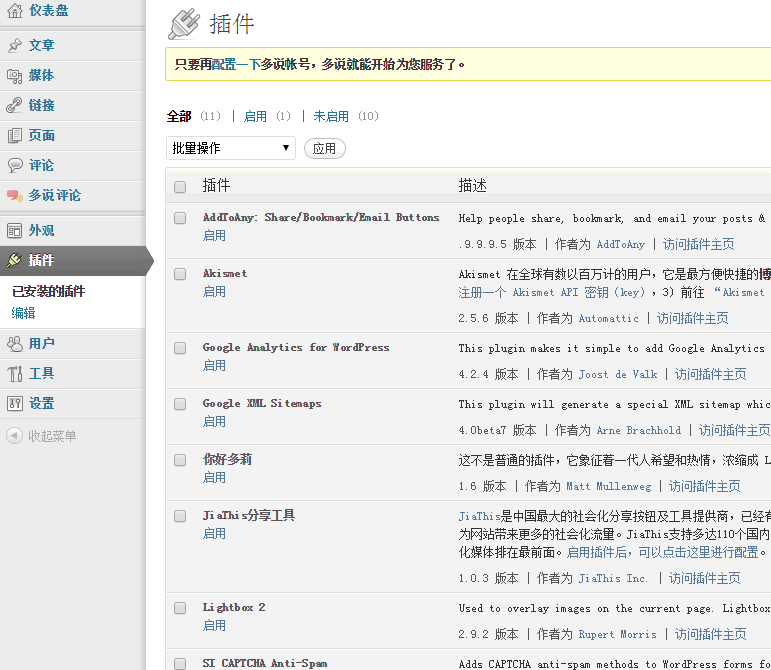 仪表盘
文章
媒体
链接
页面
评论
多说评论
外观
插件
已安装的插件
编辑
用户
工具
设置
收起菜单
插件
只要再配置一下多说帐号，多说就能开始为您服务了。
全部 (11) | 启用 (1) | 未启用 (10)
批量操作 应用
插件 描述
AddToAny: Share/Bookmark/Email Buttons
启用
Help people share, bookmark, and email your posts &
.9.9.9.5 版本 | 作者为 AddToAny | 访问插件主页
Akismet
启用
Akismet 在全球有数以百万计的用户，它是最方便快捷的博
注册一个 Akismet API 密钥（key），3）前往 “Akismet
2.5.6 版本 | 作者为 Automattic | 访问插件主页
Google Analytics for WordPress
启用
This plugin makes it simple to add Google Analytics
4.2.4 版本 | 作者为 Joost de Valk | 访问插件主页
Google XML Sitemaps
启用
This plugin will generate a special XML sitemap whic
4.0beta7 版本 | 作者为 Arne Brachhold | 访问插件主页
你好多莉
启用
这不是普通的插件，它象征着一代人希望和热情，浓缩成 L
1.6 版本 | 作者为 Matt Mullenweg | 访问插件主页
JiaThis分享工具
启用
JiaThis是中国最大的社会化分享按钮及工具提供商，已经有
为网站带来更多的社会化流量。JiaThis支持多达110个国内
化媒体排在最前面。启用插件后，可以点击这里进行配置。
1.0.3 版本 | 作者为 JiaThis Inc. | 访问插件主页
Lightbox 2
启用
Used to overlay images on the current page. Lightbox
2.9.2 版本 | 作者为 Rupert Morris | 访问插件主页
SI CAPTCHA Anti-Spam
Adds CAPTCHA anti-spam methods to WordPress forms fo